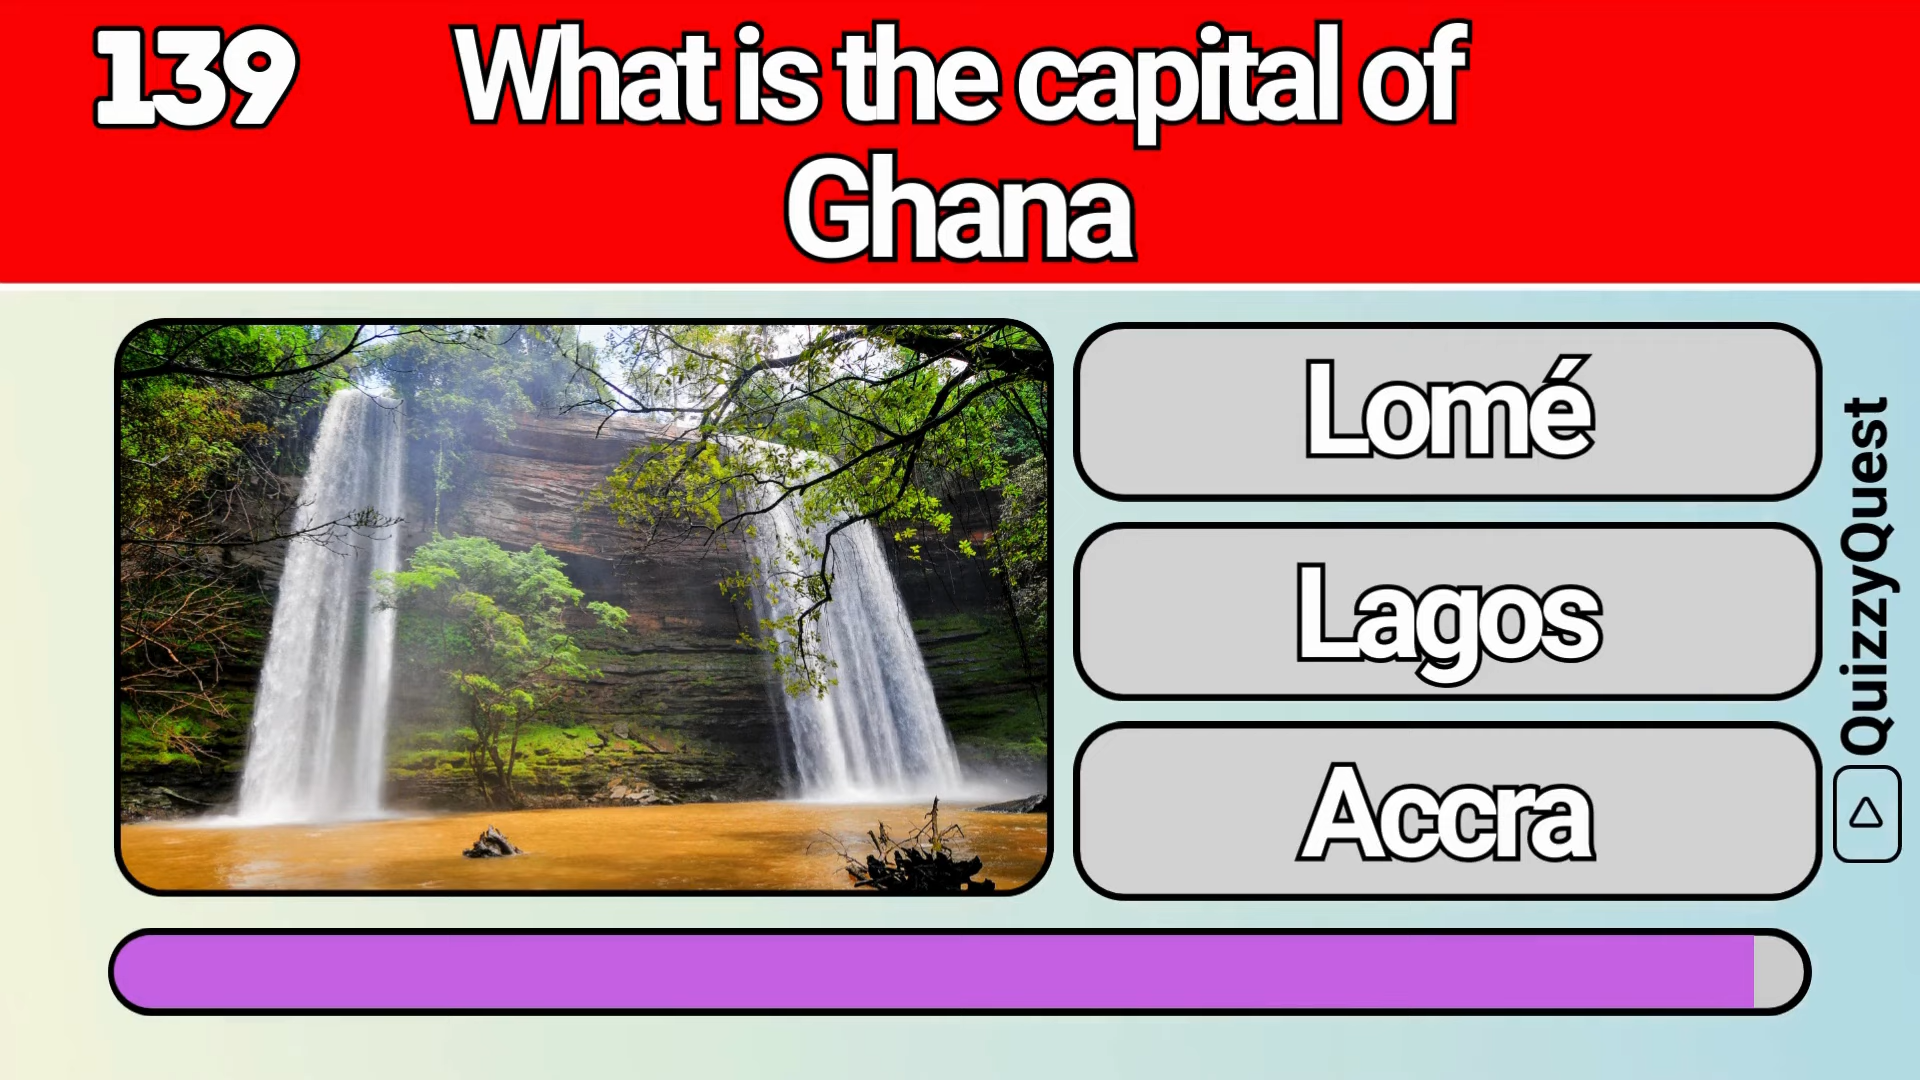 139
What is the capital of
Ghana
Lomé
Lagos
Accra
QuizzyQuest